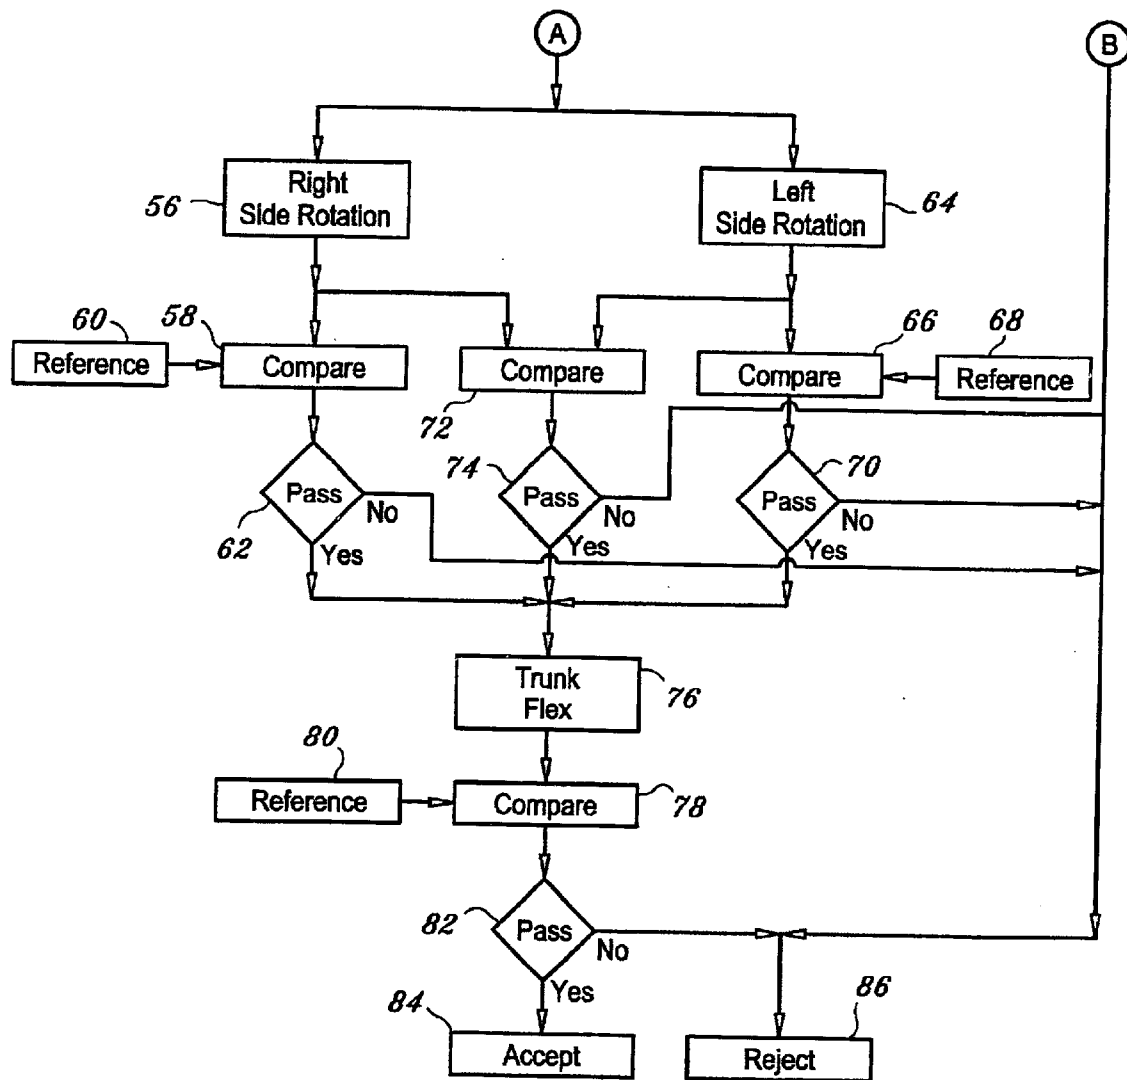 A
B
Right
Side Rotation
56
Left
Side Rotation
64
60
58
66
68
Reference
Compare
Compare
Compare
Reference
72
74
70
Pass
Pass
Pass
No
No
No
62
Yes
Yes
Yes
Trunk
Flex
76
80
Reference
Compare
78
82
Pass
No
Yes
84
86
Accept
Reject